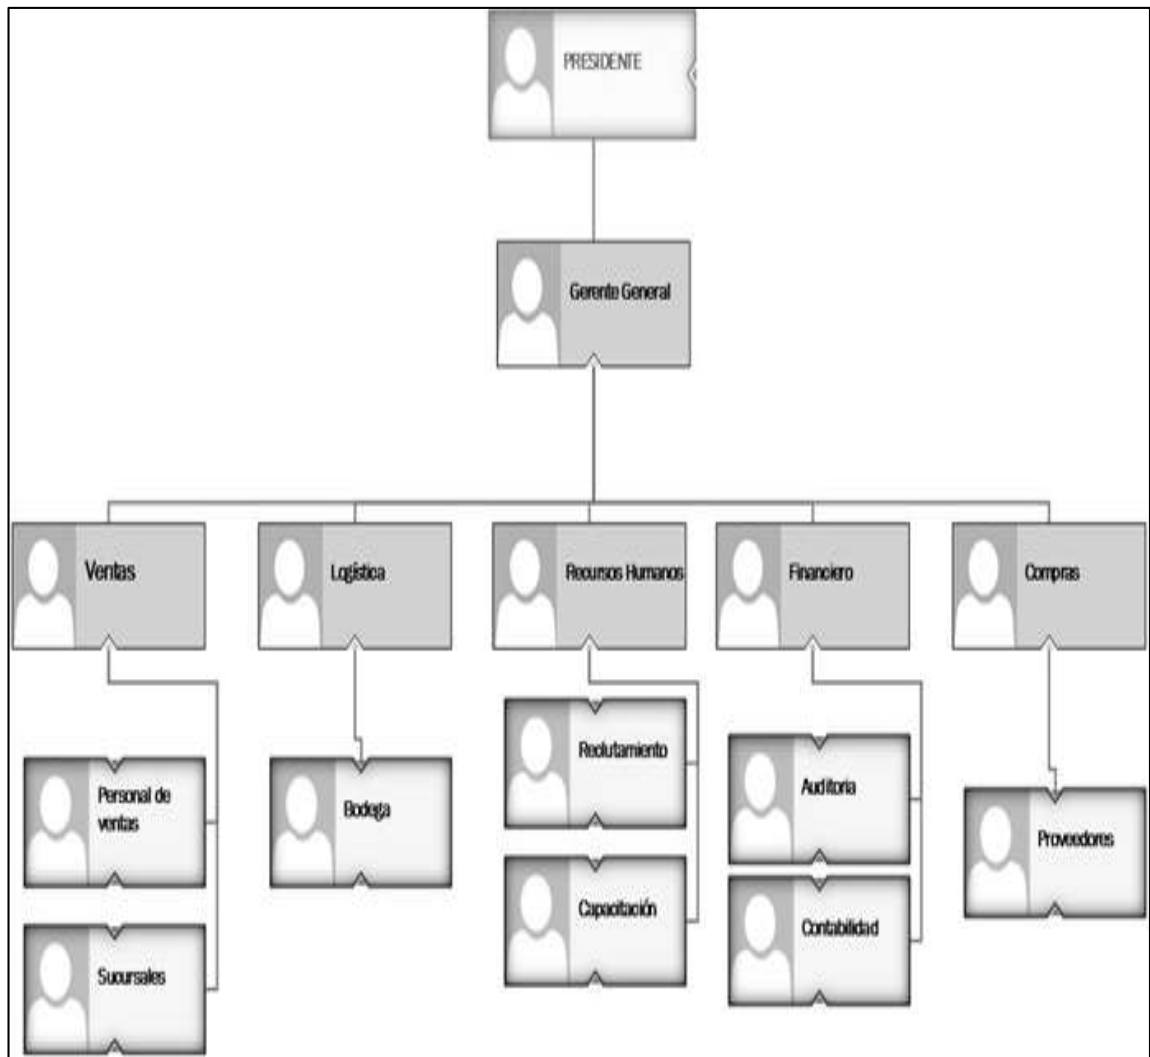 PRESIDENTE
Gerente General
Ventas
Logística
Recursos Humanos
Financiero
Compras
Personal de
ventas
Bodega
Reclutamiento
Auditoria
Proveedores
Sucursales
Capacitación
Contabilidad